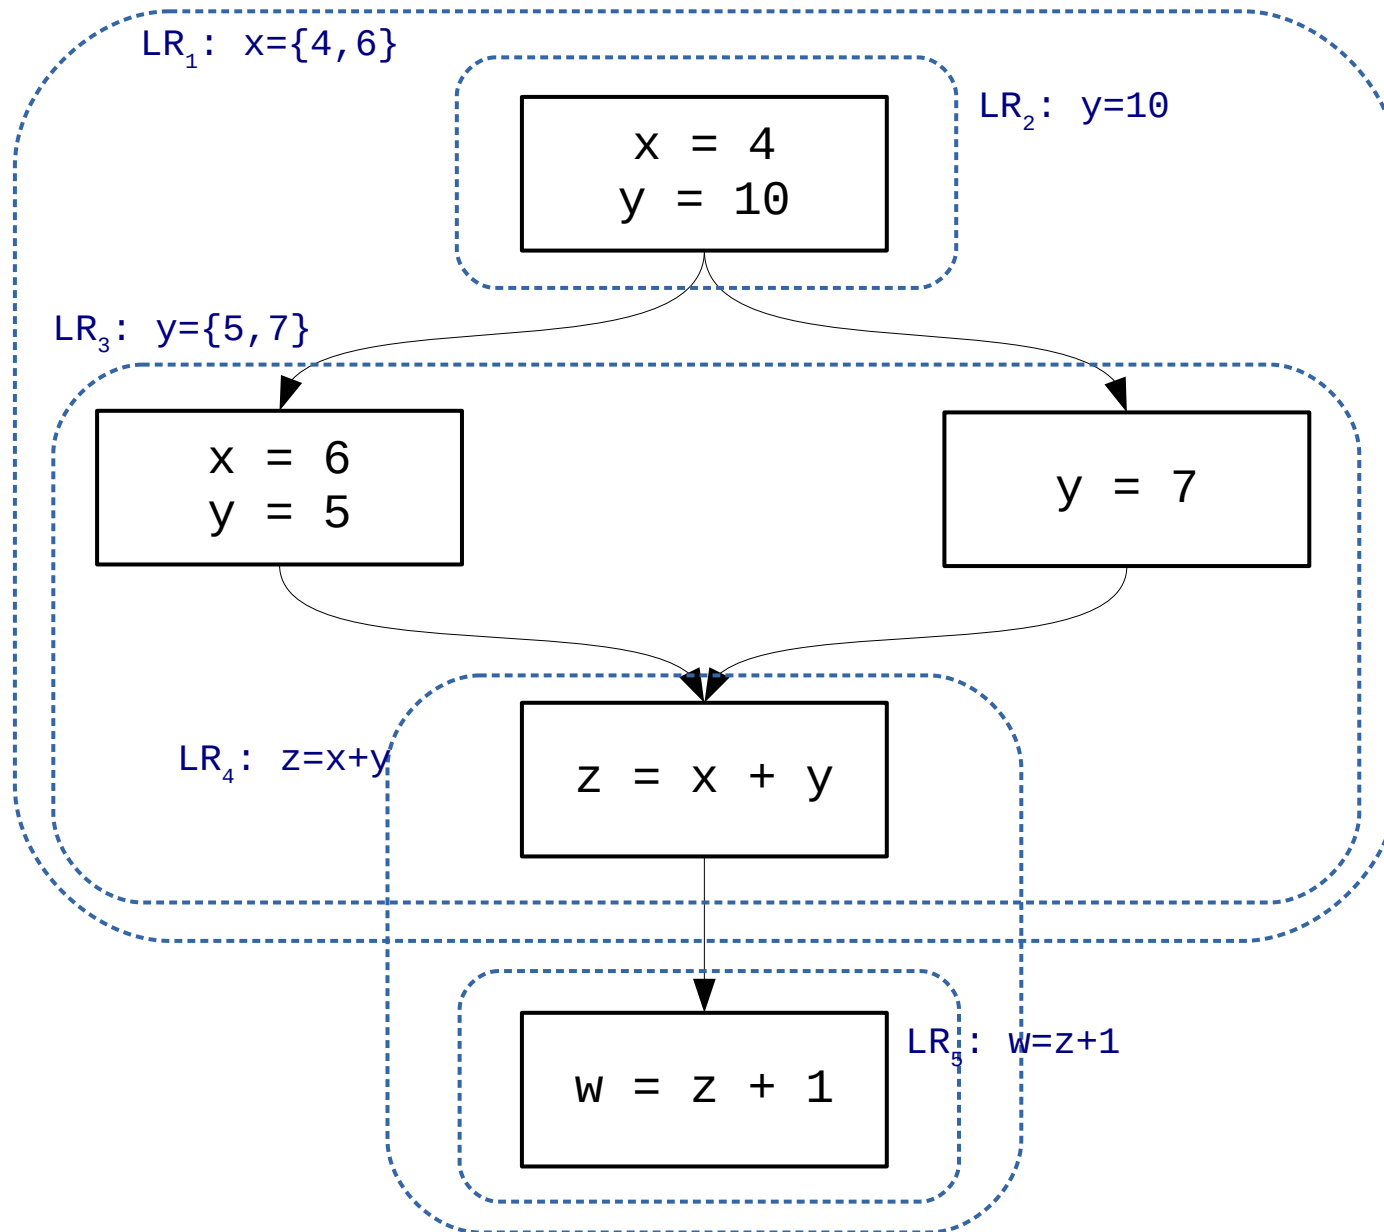 LR₁: x={4,6}
LR₂: y=10
x = 4
y = 10
LR₃: y={5,7}
x = 6
y = 5
y = 7
LR₄: z=x+y
z = x + y
LR₅: w=z+1
w = z + 1